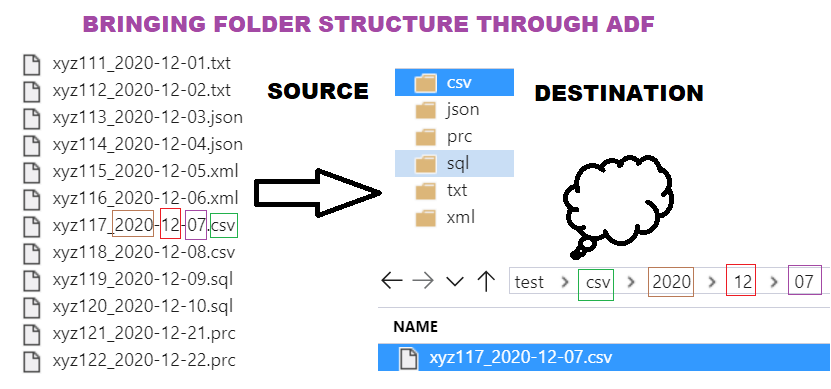 BRINGING FOLDER STRUCTURE THROUGH ADF
xyz111_2020-12-01.txt
xyz112_2020-12-02.txt
xyz113_2020-12-03.json
xyz114_2020-12-04.json
xyz115_2020-12-05.xml
xyz116_2020-12-06.xml
xyz117_2020-12-07.csv
xyz118_2020-12-08.csv
xyz119_2020-12-09.sql
xyz120_2020-12-10.sql
xyz121_2020-12-21.prc
xyz122_2020-12-22.prc
SOURCE
csv
json
prc
sql
txt
xml
DESTINATION
test > csv > 2020 > 12 > 07
NAME
xyz117_2020-12-07.csv